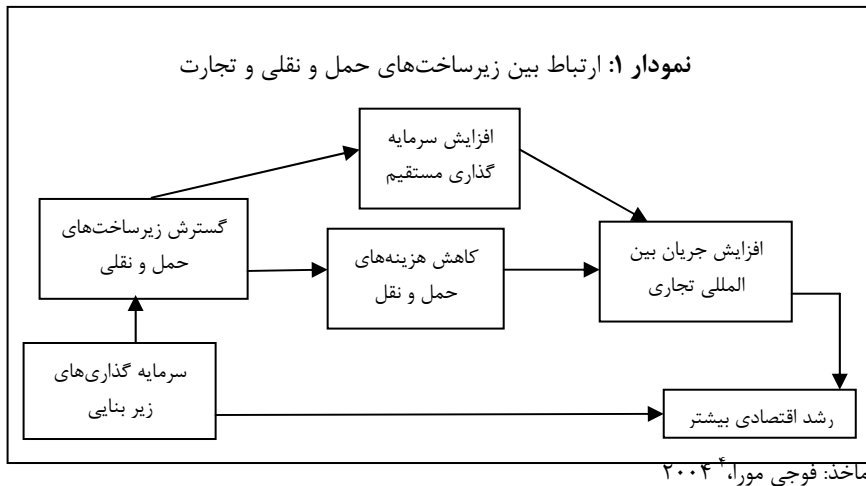 نمودار ۱: ارتباط بین زیرساخت‌های حمل و نقلی و تجارت
افزایش سرمایه
گذاری مستقیم
گسترش زیرساخت‌های
حمل و نقلی
کاهش هزینه‌های
حمل و نقل
افزایش جریان بین
المللی تجاری
سرمایه گذاری‌های
زیر بنایی
رشد اقتصادی بیشتر
ماخذ: فوجی مورا،۴ ۲۰۰۴